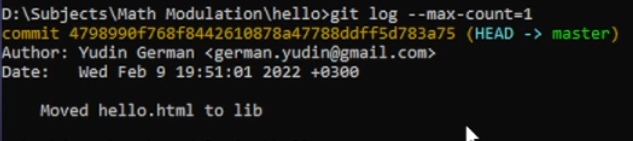 D:\Subjects\Math Modulation\hello>git log --max-count=1
commit 4798990f768f8442610878a47788ddff5d783a75 (HEAD -> master)
Author: Yudin German <german.yudin@gmail.com>
Date:   Wed Feb 9 19:51:01 2022 +0300
Moved hello.html to lib